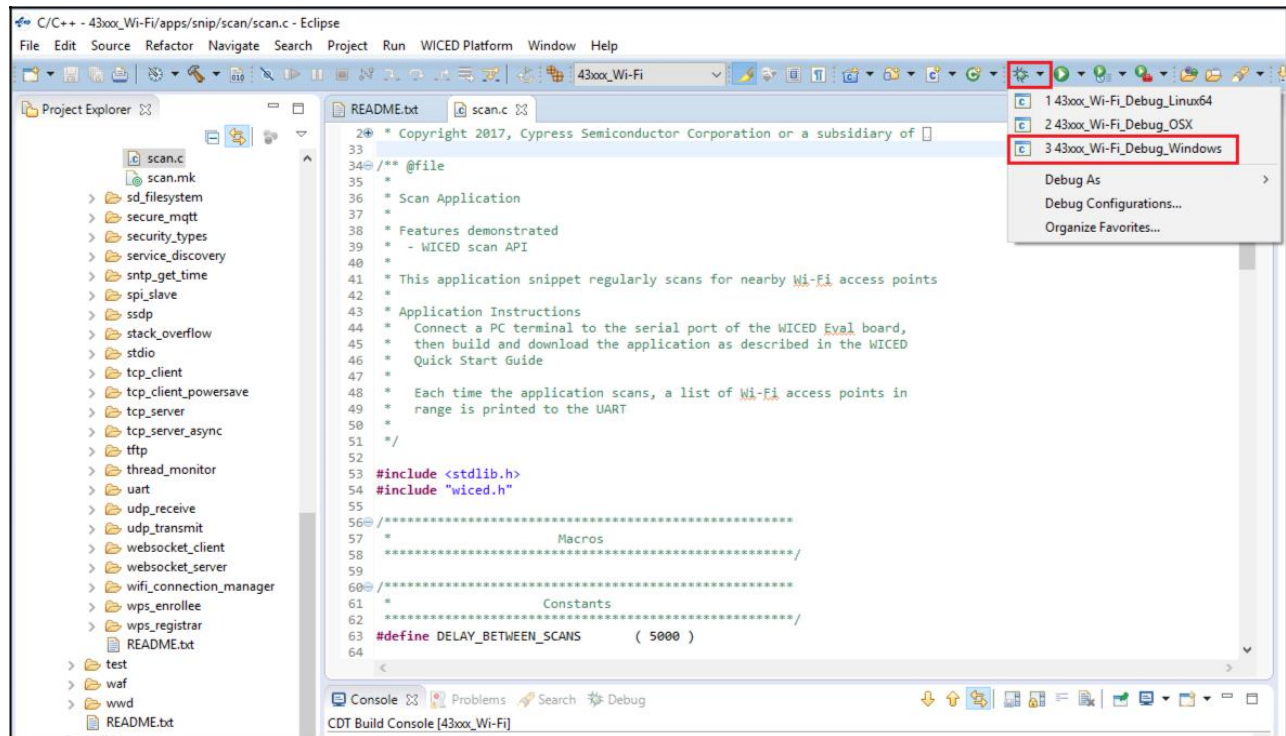 C/C++ - 43xxx_Wi-Fi/apps/snip/scan/scan.c - Eclipse
File Edit Source Refactor Navigate Search Project Run WICED Platform Window Help
43xxx_Wi-Fi
Project Explorer
scan.c
scan.mk
sd_filesystem
secure_mqtt
security_types
service_discovery
sntp_get_time
spi_slave
ssdp
stack_overflow
stdio
tcp_client
tcp_client_powersave
tcp_server
tcp_server_async
tftp
thread_monitor
uart
udp_receive
udp_transmit
websocket_client
websocket_server
wifi_connection_manager
wps_enrollee
wps_registrar
README.txt
test
waf
wwd
README.txt
README.txt scan.c
2 * Copyright 2017, Cypress Semiconductor Corporation or a subsidiary of
33
34 /** @file
35 *
36 * Scan Application
37 *
38 * Features demonstrated
39 * - WICED scan API
40 *
41 * This application snippet regularly scans for nearby Wi-Fi access points
42 *
43 * Application Instructions
44 * Connect a PC terminal to the serial port of the WICED Eval board,
45 * then build and download the application as described in the WICED
46 * Quick Start Guide
47 *
48 * Each time the application scans, a list of Wi-Fi access points in
49 * range is printed to the UART
50 *
51 */
52
53 #include <stdlib.h>
54 #include "wiced.h"
55
56 /******************************************************
57 * Macros
58 ******************************************************/
59
60 /******************************************************
61 * Constants
62 ******************************************************/
63 #define DELAY_BETWEEN_SCANS ( 5000 )
64
1 43xxx_Wi-Fi_Debug_Linux64
2 43xxx_Wi-Fi_Debug_OSX
3 43xxx_Wi-Fi_Debug_Windows
Debug As
Debug Configurations...
Organize Favorites...
Console Problems Search Debug
CDT Build Console [43xxx_Wi-Fi]